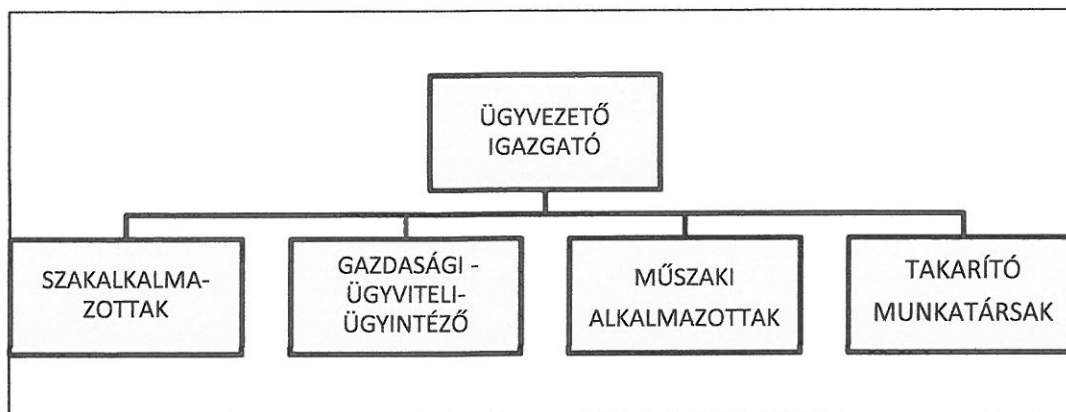 ÜGYVEZETŐ
IGAZGATÓ
SZAKALKALMA-
ZOTTAK
GAZDASÁGI -
ÜGYVITELI-
ÜGYINTÉZŐ
MŰSZAKI
ALKALMAZOTTAK
TAKARÍTÓ
MUNKATÁRSAK